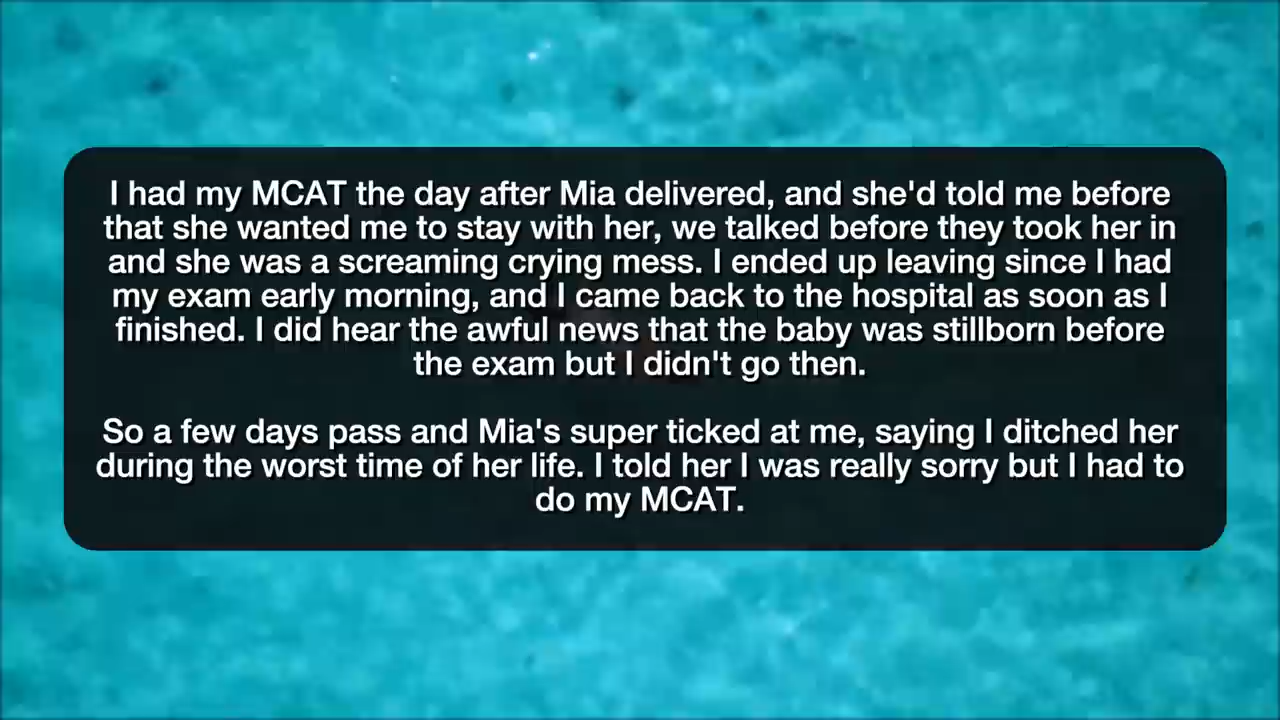 I had my MCAT the day after Mia delivered, and she'd told me before
that she wanted me to stay with her, we talked before they took her in
and she was a screaming crying mess. I ended up leaving since I had
my exam early morning, and I came back to the hospital as soon as I
finished. I did hear the awful news that the baby was stillborn before
the exam but I didn't go then.
So a few days pass and Mia's super ticked at me, saying I ditched her
during the worst time of her life. I told her I was really sorry but I had to
do my MCAT.